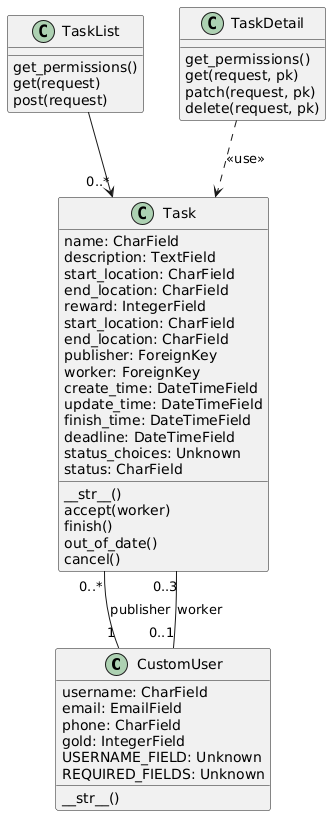 C TaskList
get_permissions()
get(request)
post(request)
C TaskDetail
get_permissions()
get(request, pk)
patch(request, pk)
delete(request, pk)
«use»
0..*
C Task
name: CharField
description: TextField
start_location: CharField
end_location: CharField
reward: IntegerField
start_location: CharField
end_location: CharField
publisher: ForeignKey
worker: ForeignKey
create_time: DateTimeField
update_time: DateTimeField
finish_time: DateTimeField
deadline: DateTimeField
status_choices: Unknown
status: CharField
__str__()
accept(worker)
finish()
out_of_date()
cancel()
0..* 0..3
publisher worker
1 0..1
C CustomUser
username: CharField
email: EmailField
phone: CharField
gold: IntegerField
USERNAME_FIELD: Unknown
REQUIRED_FIELDS: Unknown
__str__()